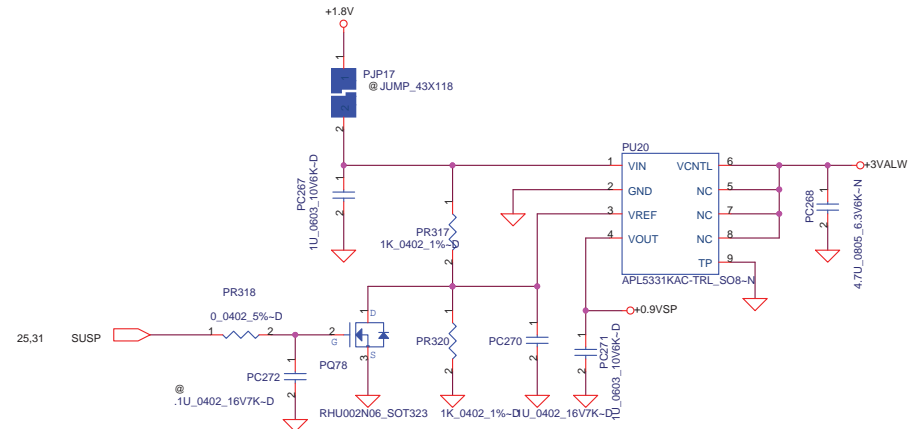 +1.8V
PJP17
@ JUMP_43X118
1
2
PU20
1 VIN VCNTL 6
2 GND NC 5
3 VREF NC 7
4 VOUT NC 8
TP 9
APL5331KAC-TRL_SO8~N
+3VALW
PC267
1U_0603_10V6K~D
1
2
PR317
1K_0402_1%~D
1
2
PC268
4.7U_0805_6.3V6K~N
1
2
+0.9VSP
PR318
0_0402_5%~D
25,31 SUSP
1 2
2
G
D
1
S
3
PQ78
RHU002N06_SOT323
PC272
@
.1U_0402_16V7K~D
1
2
PR320
1K_0402_1%~D
1
2
PC270
.1U_0402_16V7K~D
1
2
PC271
1U_0603_10V6K~D
1
2